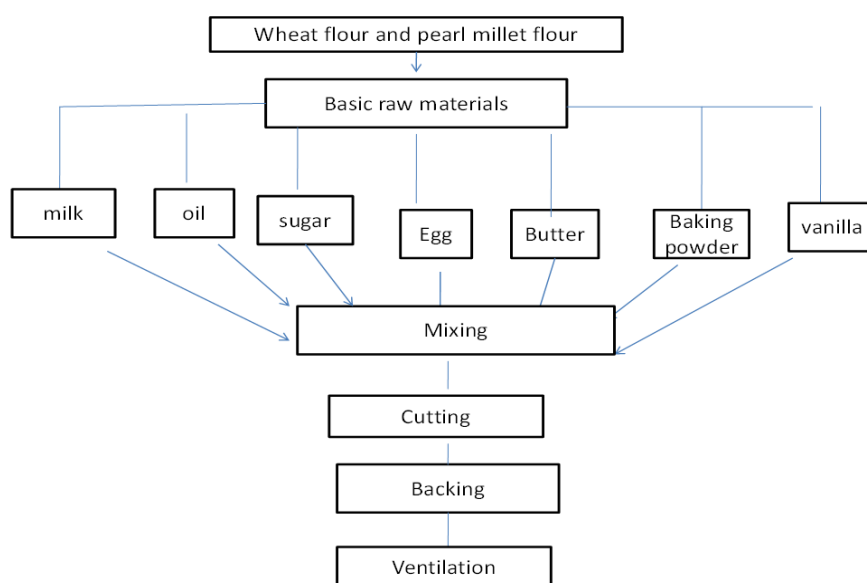 Wheat flour and pearl millet flour
Basic raw materials
milk
oil
sugar
Egg
Butter
Baking
powder
vanilla
Mixing
Cutting
Backing
Ventilation